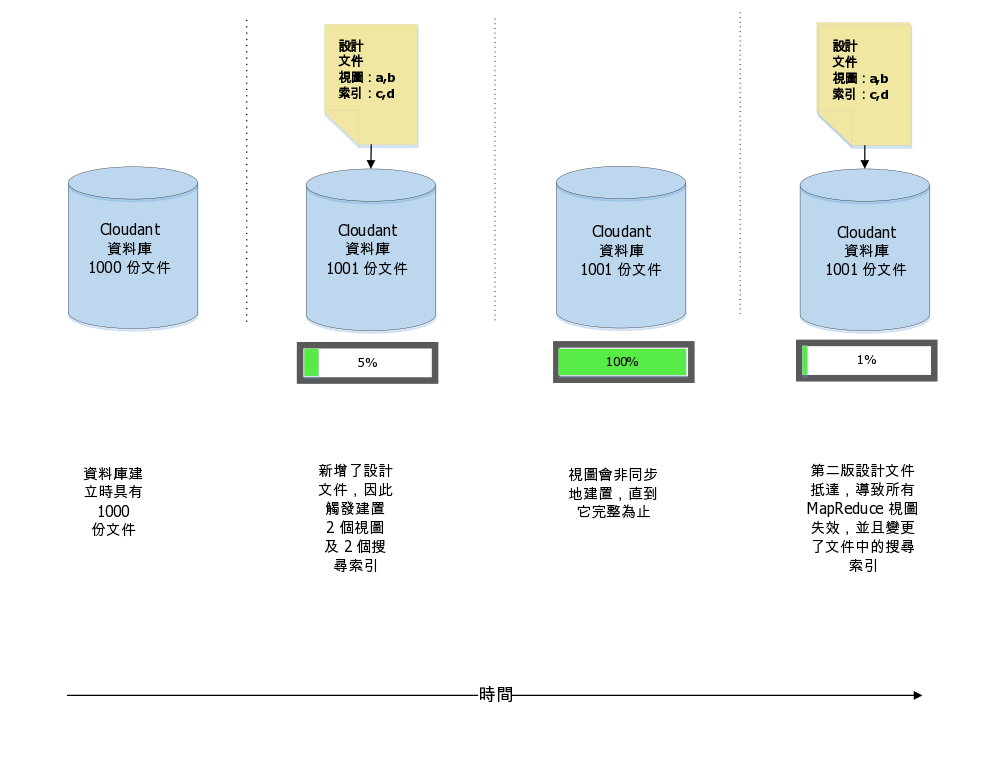 設計
文件
視圖：a,b
索引：c,d
設計
文件
視圖：a,b
索引：c,d
Cloudant
資料庫
1000 份文件
Cloudant
資料庫
1001 份文件
Cloudant
資料庫
1001 份文件
Cloudant
資料庫
1001 份文件
5%
100%
1%
資料庫建
立時具有
1000
份文件
新增了設計
文件，因此
觸發建置
2 個視圖
及 2 個搜
尋索引
視圖會非同步
地建置，直到
它完整為止
第二版設計文件
抵達，導致所有
MapReduce 視圖
失效，並且變更
了文件中的搜尋
索引
時間